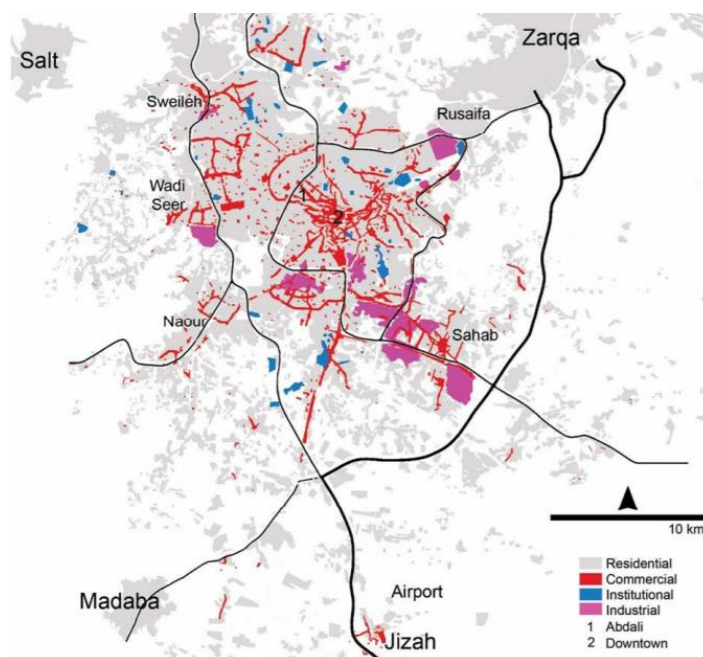 Zarqa
Salt
Sweileh
Rusaifa
Wadi
Seer
1
2
Naour
Sahab
10 km
Residential
Commercial
Institutional
Industrial
1 Abdali
2 Downtown
Airport
Madaba
Jizah